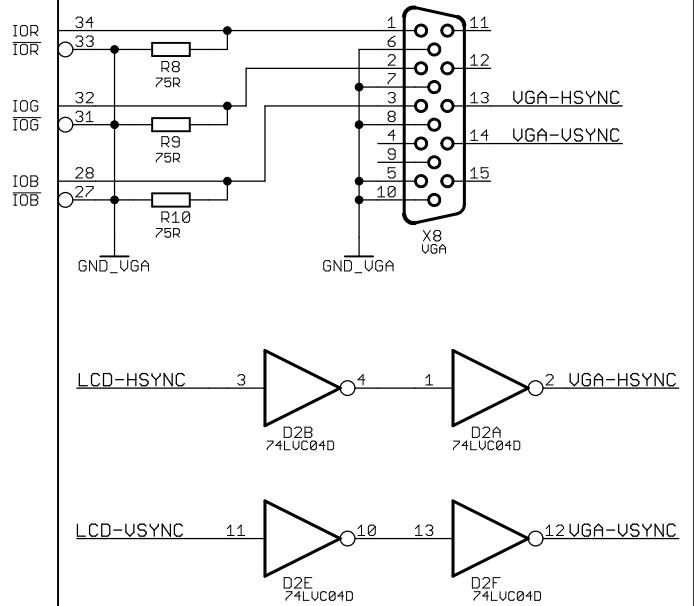 IOR 34 1 11
IOR 33 6
R8 2 12
75R 7
IOG 32 3 13 VGA-HSYNC
IOG 31 8
R9 4 14 VGA-VSYNC
75R 9
IOB 28 5 15
IOB 27 10
R10
75R
X8
VGA
GND_VGA GND_VGA
LCD-HSYNC 3 4 1 2 VGA-HSYNC
D2B D2A
74LVC04D 74LVC04D
LCD-VSYNC 11 10 13 12 VGA-VSYNC
D2E D2F
74LVC04D 74LVC04D